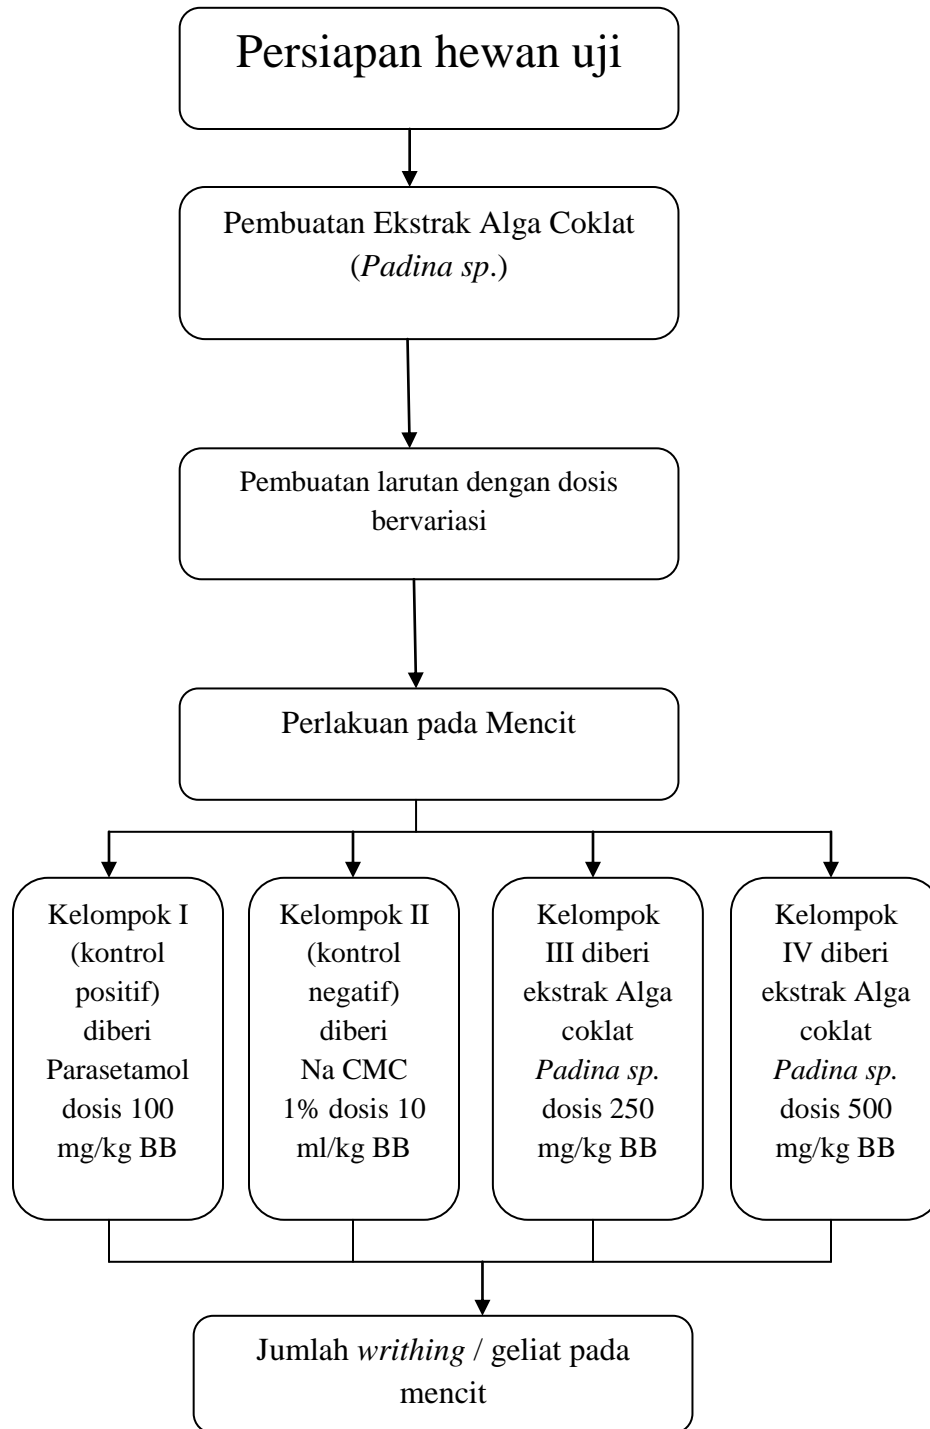 Persiapan hewan uji
Pembuatan Ekstrak Alga Coklat
(Padina sp.)
Pembuatan larutan dengan dosis
bervariasi
Perlakuan pada Mencit
Kelompok I
(kontrol
positif)
diberi
Parasetamol
dosis 100
mg/kg BB
Kelompok II
(kontrol
negatif)
diberi
Na CMC
1% dosis 10
ml/kg BB
Kelompok
III diberi
ekstrak Alga
coklat
Padina sp.
dosis 250
mg/kg BB
Kelompok
IV diberi
ekstrak Alga
coklat
Padina sp.
dosis 500
mg/kg BB
Jumlah writhing / geliat pada
mencit